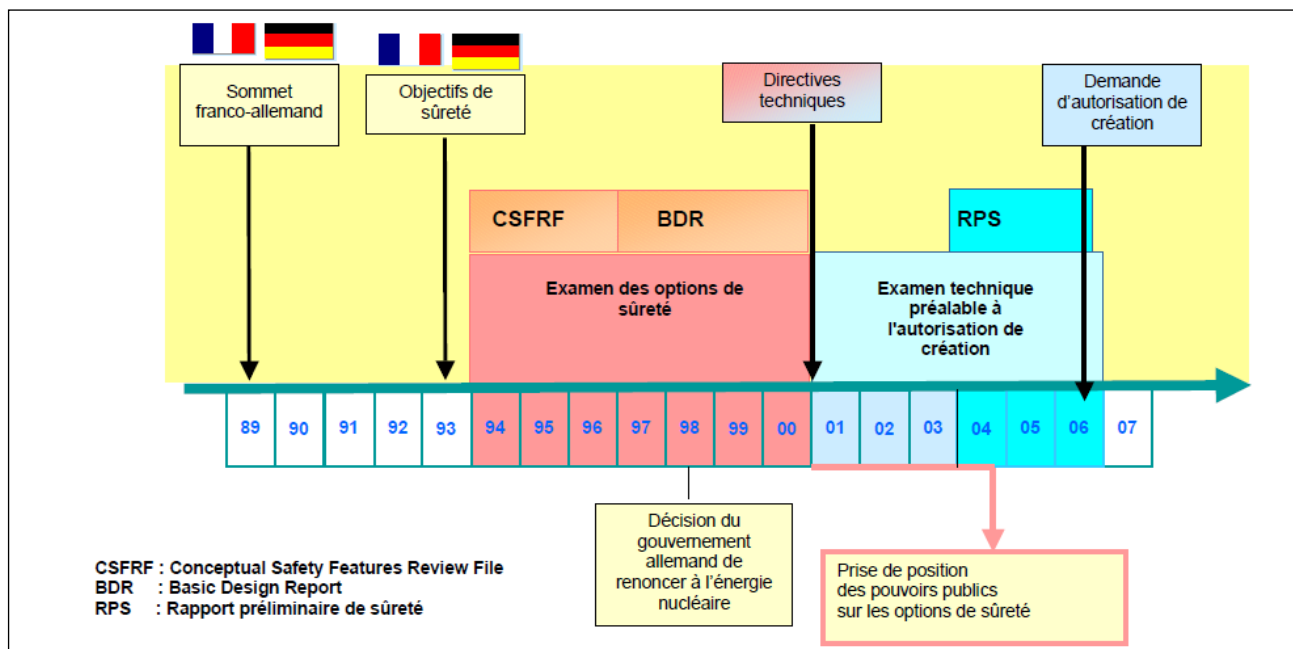 Sommet
franco-allemand
Objectifs de
sûreté
Directives
techniques
Demande
d'autorisation de
création
CSFRF
BDR
RPS
Examen des options de
sûreté
Examen technique
préalable à
l'autorisation de
création
89 90 91 92 93 94 95 96 97 98 99 00 01 02 03 04 05 06 07
Décision du
gouvernement
allemand de
renoncer à l'énergie
nucléaire
Prise de position
des pouvoirs publics
sur les options de sûreté
CSFRF : Conceptual Safety Features Review File
BDR : Basic Design Report
RPS : Rapport préliminaire de sûreté